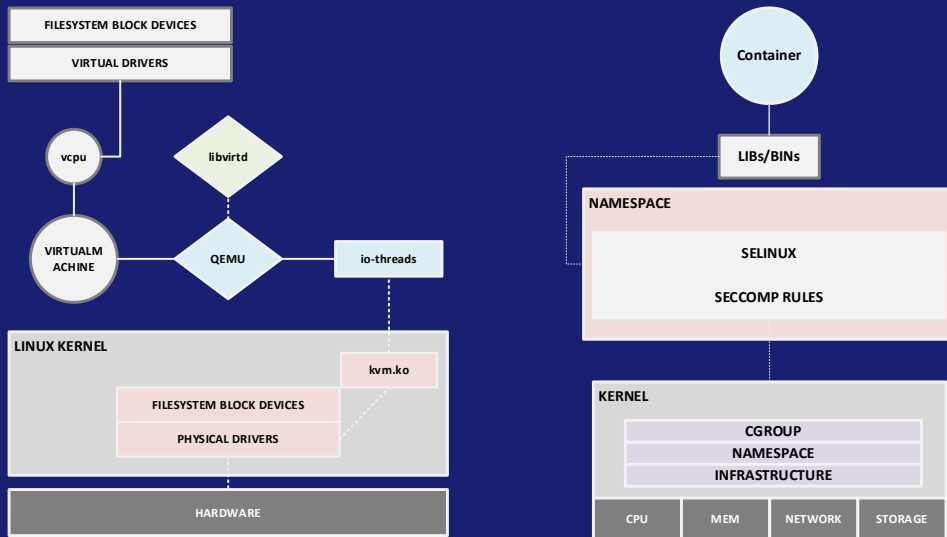 FILESYSTEM BLOCK DEVICES
VIRTUAL DRIVERS
vcpu
libvirtd
VIRTUALM
ACHINE
QEMU
io-threads
LINUX KERNEL
kvm.ko
FILESYSTEM BLOCK DEVICES
PHYSICAL DRIVERS
HARDWARE
Container
LIBs/BINs
NAMESPACE
SELINUX
SECCOMP RULES
KERNEL
CGROUP
NAMESPACE
INFRASTRUCTURE
CPU
MEM
NETWORK
STORAGE